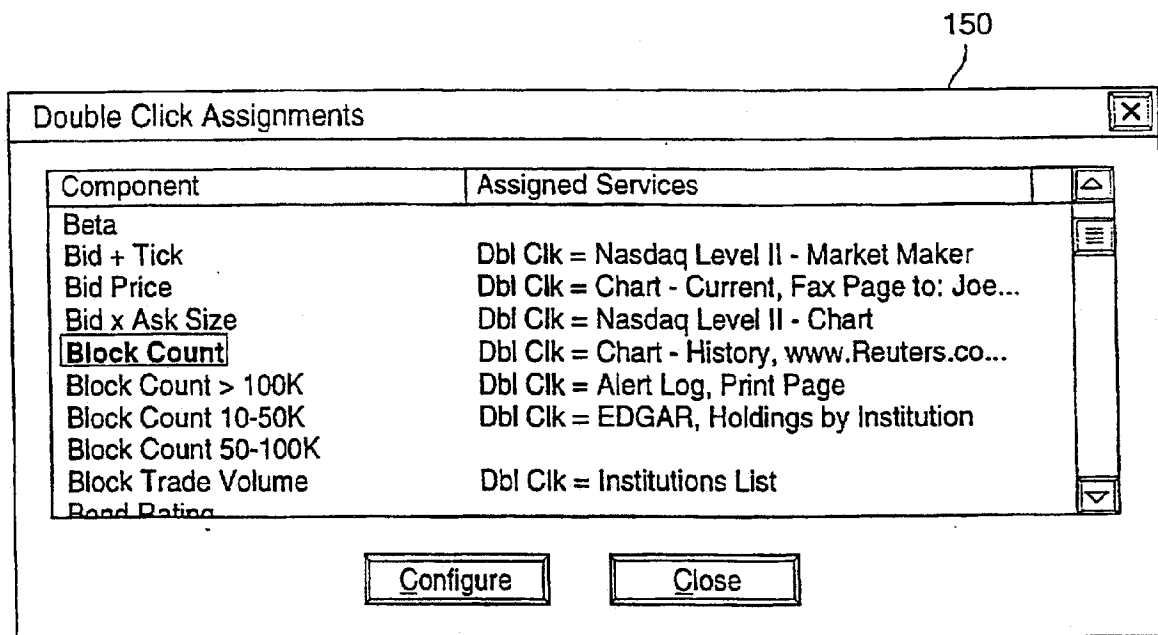 150
Double Click Assignments
Component Assigned Services
Beta
Bid + Tick Dbl Clk = Nasdaq Level II - Market Maker
Bid Price Dbl Clk = Chart - Current, Fax Page to: Joe...
Bid x Ask Size Dbl Clk = Nasdaq Level II - Chart
Block Count Dbl Clk = Chart - History, www.Reuters.co...
Block Count > 100K Dbl Clk = Alert Log, Print Page
Block Count 10-50K Dbl Clk = EDGAR, Holdings by Institution
Block Count 50-100K
Block Trade Volume Dbl Clk = Institutions List
Bond Rating
Configure Close